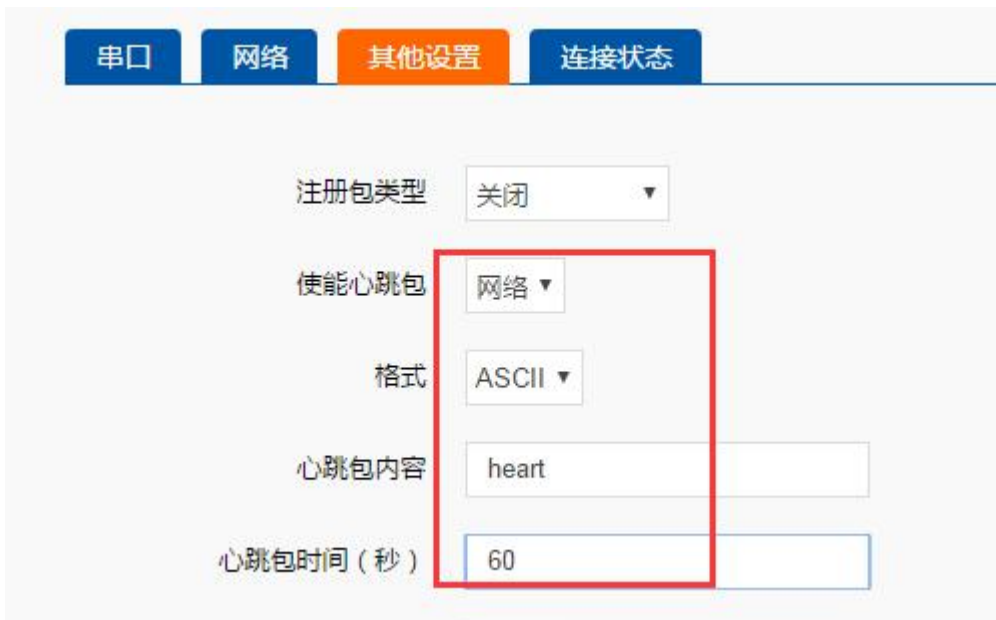 串口 网络 其他设置 连接状态
注册包类型 关闭
使能心跳包 网络
格式 ASCII
心跳包内容 heart
心跳包时间（秒） 60